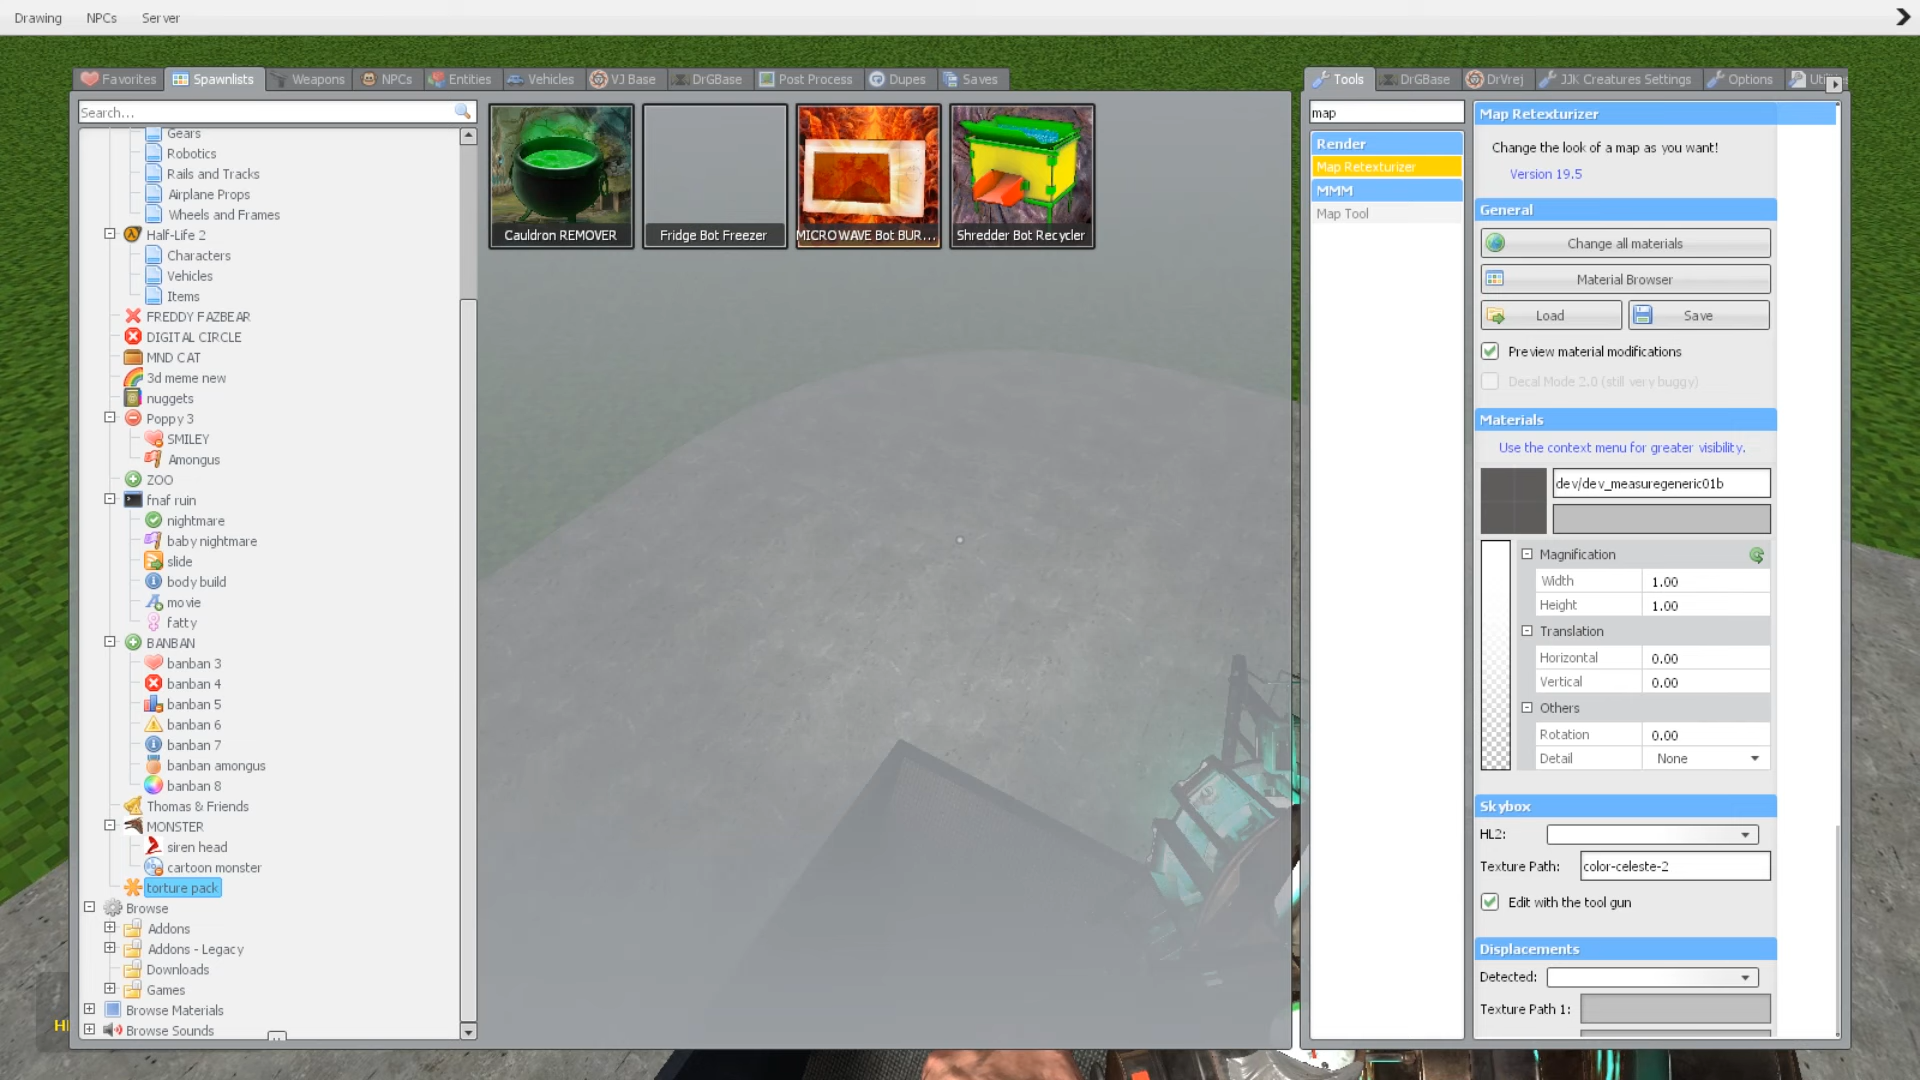 Drawing NPCs Server
Favorites Spawnlists Weapons NPCs Entities Vehicles VJ Base DrGBase Post Process Dupes Saves
Search...
Gears
Robotics
Rails and Tracks
Airplane Props
Wheels and Frames
Half-Life 2
Characters
Vehicles
Items
FREDDY FAZBEAR
DIGITAL CIRCLE
MND CAT
3d meme new
nuggets
Poppy 3
SMILEY
Amongus
ZOO
fnaf ruin
nightmare
baby nightmare
slide
body build
movie
fatty
BANBAN
banban 3
banban 4
banban 5
banban 6
banban 7
banban amongus
banban 8
Thomas & Friends
MONSTER
siren head
cartoon monster
torture pack
Browse
Addons
Addons - Legacy
Downloads
Games
Browse Materials
Browse Sounds
Cauldron REMOVER
Fridge Bot Freezer
MICROWAVE Bot BUR...
Shredder Bot Recycler
Tools DrGBase DrVrej JJK Creatures Settings Options
map
Render
Map Retexturizer
MMM
Map Tool
Map Retexturizer
Change the look of a map as you want!
Version 19.5
General
Change all materials
Material Browser
Load Save
Preview material modifications
Decal Mode 2.0 (still very buggy)
Materials
Use the context menu for greater visibility.
dev/dev_measuregeneric01b
Magnification
Width 1.00
Height 1.00
Translation
Horizontal 0.00
Vertical 0.00
Others
Rotation 0.00
Detail None
Skybox
HL2:
Texture Path: color-celeste-2
Edit with the tool gun
Displacements
Detected:
Texture Path 1: